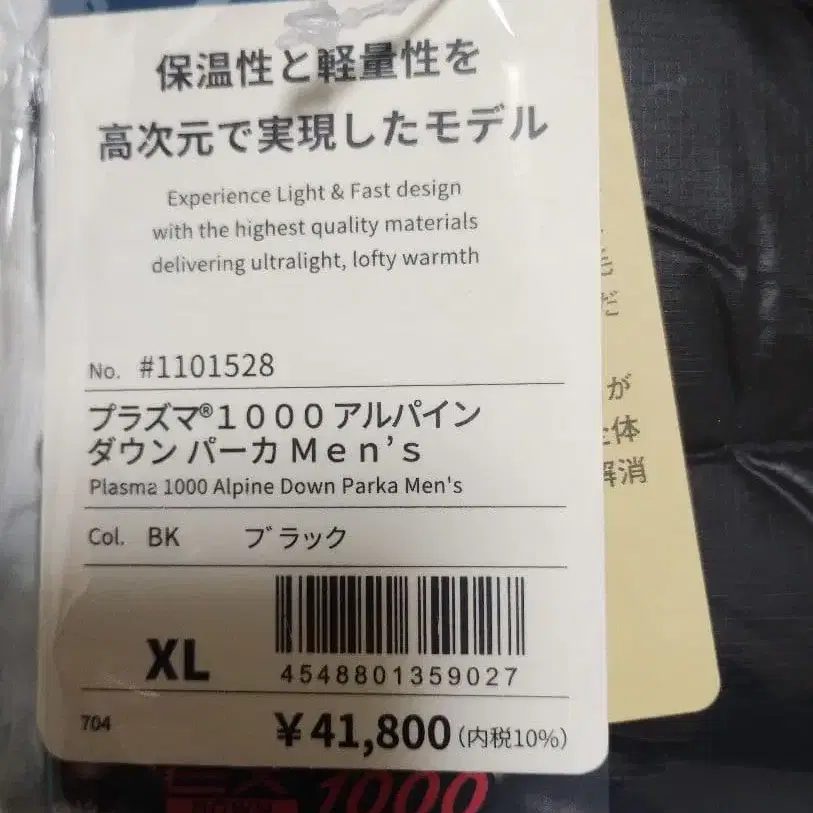 保温性と軽量性を
高次元で実現したモデル
Experience Light & Fast design
with the highest quality materials
delivering ultralight, lofty warmth
No. #1101528
プラズマ®１０００アルパイン
ダウン パーカ Ｍｅｎ’ｓ
Plasma 1000 Alpine Down Parka Men's
Col. BK ブラック
XL
4548801359027
704 ￥41,800(内税10%)
だ
が
体
解消
1000